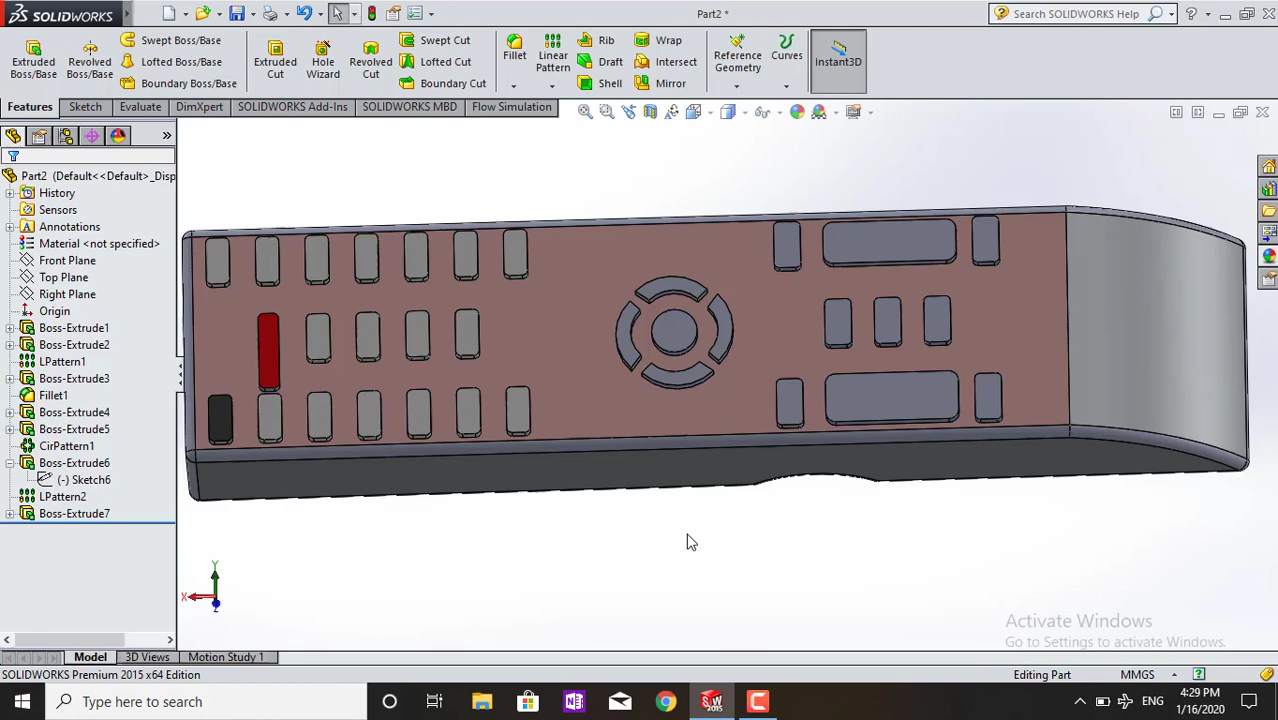 SOLIDWORKS
Part2 *
Search SOLIDWORKS Help
Extruded Boss/Base
Revolved Boss/Base
Swept Boss/Base
Lofted Boss/Base
Boundary Boss/Base
Extruded Cut
Hole Wizard
Revolved Cut
Swept Cut
Lofted Cut
Boundary Cut
Fillet
Linear Pattern
Rib
Draft
Shell
Wrap
Intersect
Mirror
Reference Geometry
Curves
Instant3D
Features
Sketch
Evaluate
DimXpert
SOLIDWORKS Add-Ins
SOLIDWORKS MBD
Flow Simulation
Part2 (Default<<Default>_Disp
History
Sensors
Annotations
Material <not specified>
Front Plane
Top Plane
Right Plane
Origin
Boss-Extrude1
Boss-Extrude2
LPattern1
Boss-Extrude3
Fillet1
Boss-Extrude4
Boss-Extrude5
CirPattern1
Boss-Extrude6
(-) Sketch6
LPattern2
Boss-Extrude7
Y
X
Z
Activate Windows
Go to Settings to activate Windows.
Model
3D Views
Motion Study 1
SOLIDWORKS Premium 2015 x64 Edition
Editing Part
MMGS
Type here to search
SW
2015
ENG
4:29 PM
1/16/2020